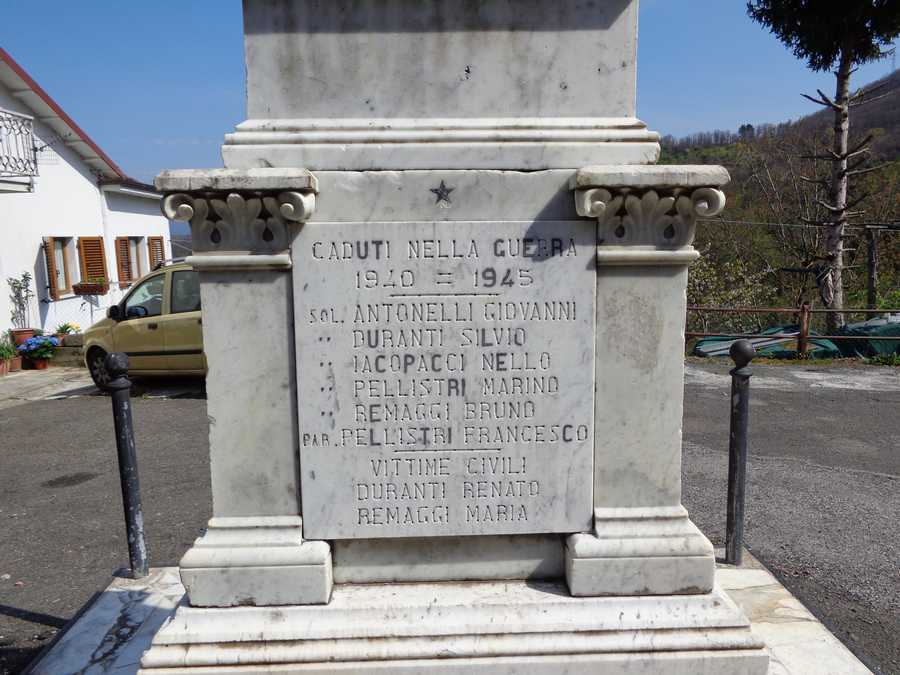 CADUTI NELLA GUERRA
1940 = 1945
SOL. ANTONELLI GIOVANNI
" DURANTI SILVIO
" IACOPACCI NELLO
" PELLISTRI MARINO
" REMAGGI BRUNO
PAR. PELLISTRI FRANCESCO
VITTIME CIVILI
DURANTI RENATO
REMAGGI MARIA